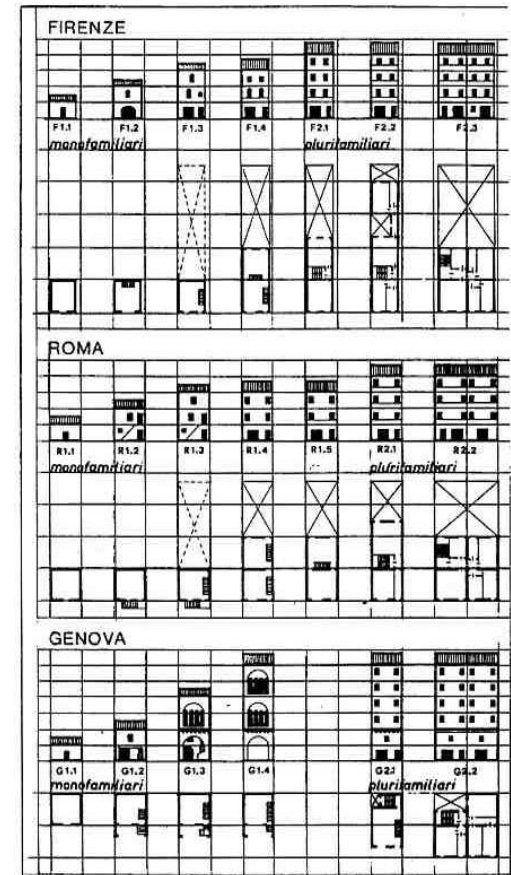 FIRENZE
F1.1 F1.2 F1.3 F1.4 F2.1 F2.2 F2.3
monofamiliari plurifamiliari
ROMA
R1.1 R1.2 R1.3 R1.4 R1.5 R2.1 R2.2
monofamiliari plurifamiliari
GENOVA
G1.1 G1.2 G1.3 G1.4 G2.1 G2.2
monofamiliari plurifamiliari